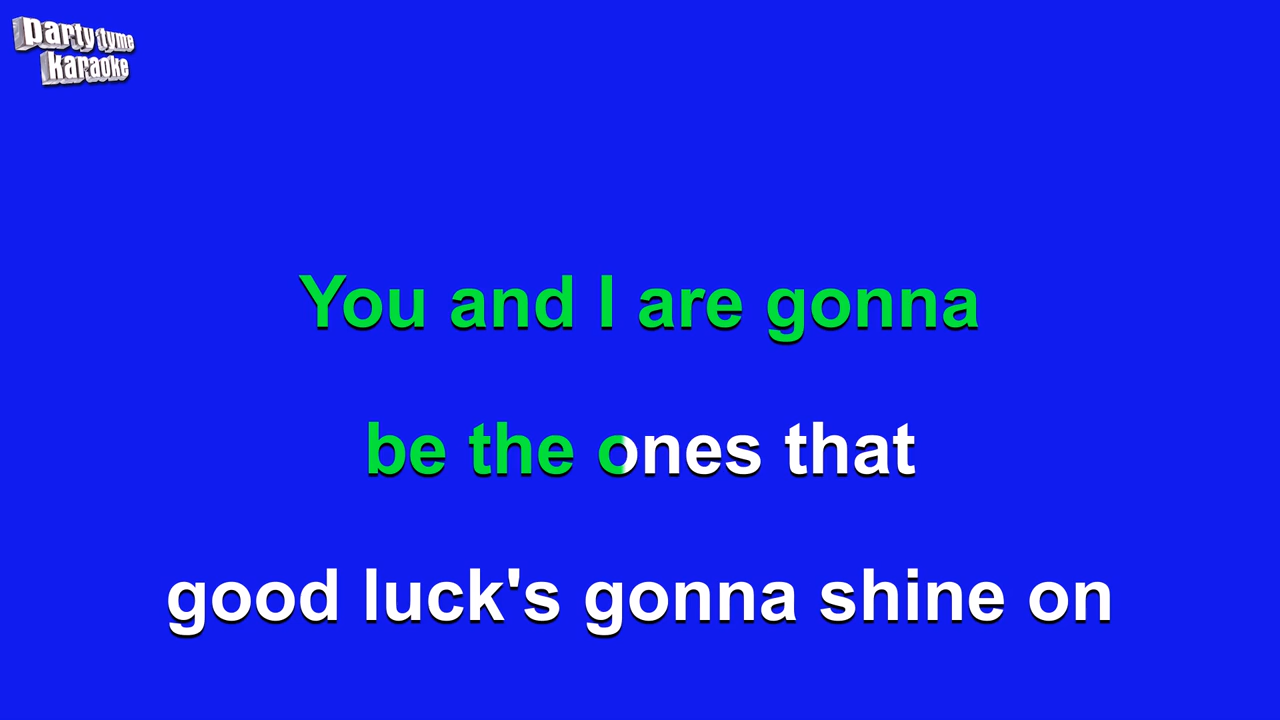 party tyme
karaoke
You and I are gonna
be the ones that
good luck's gonna shine on